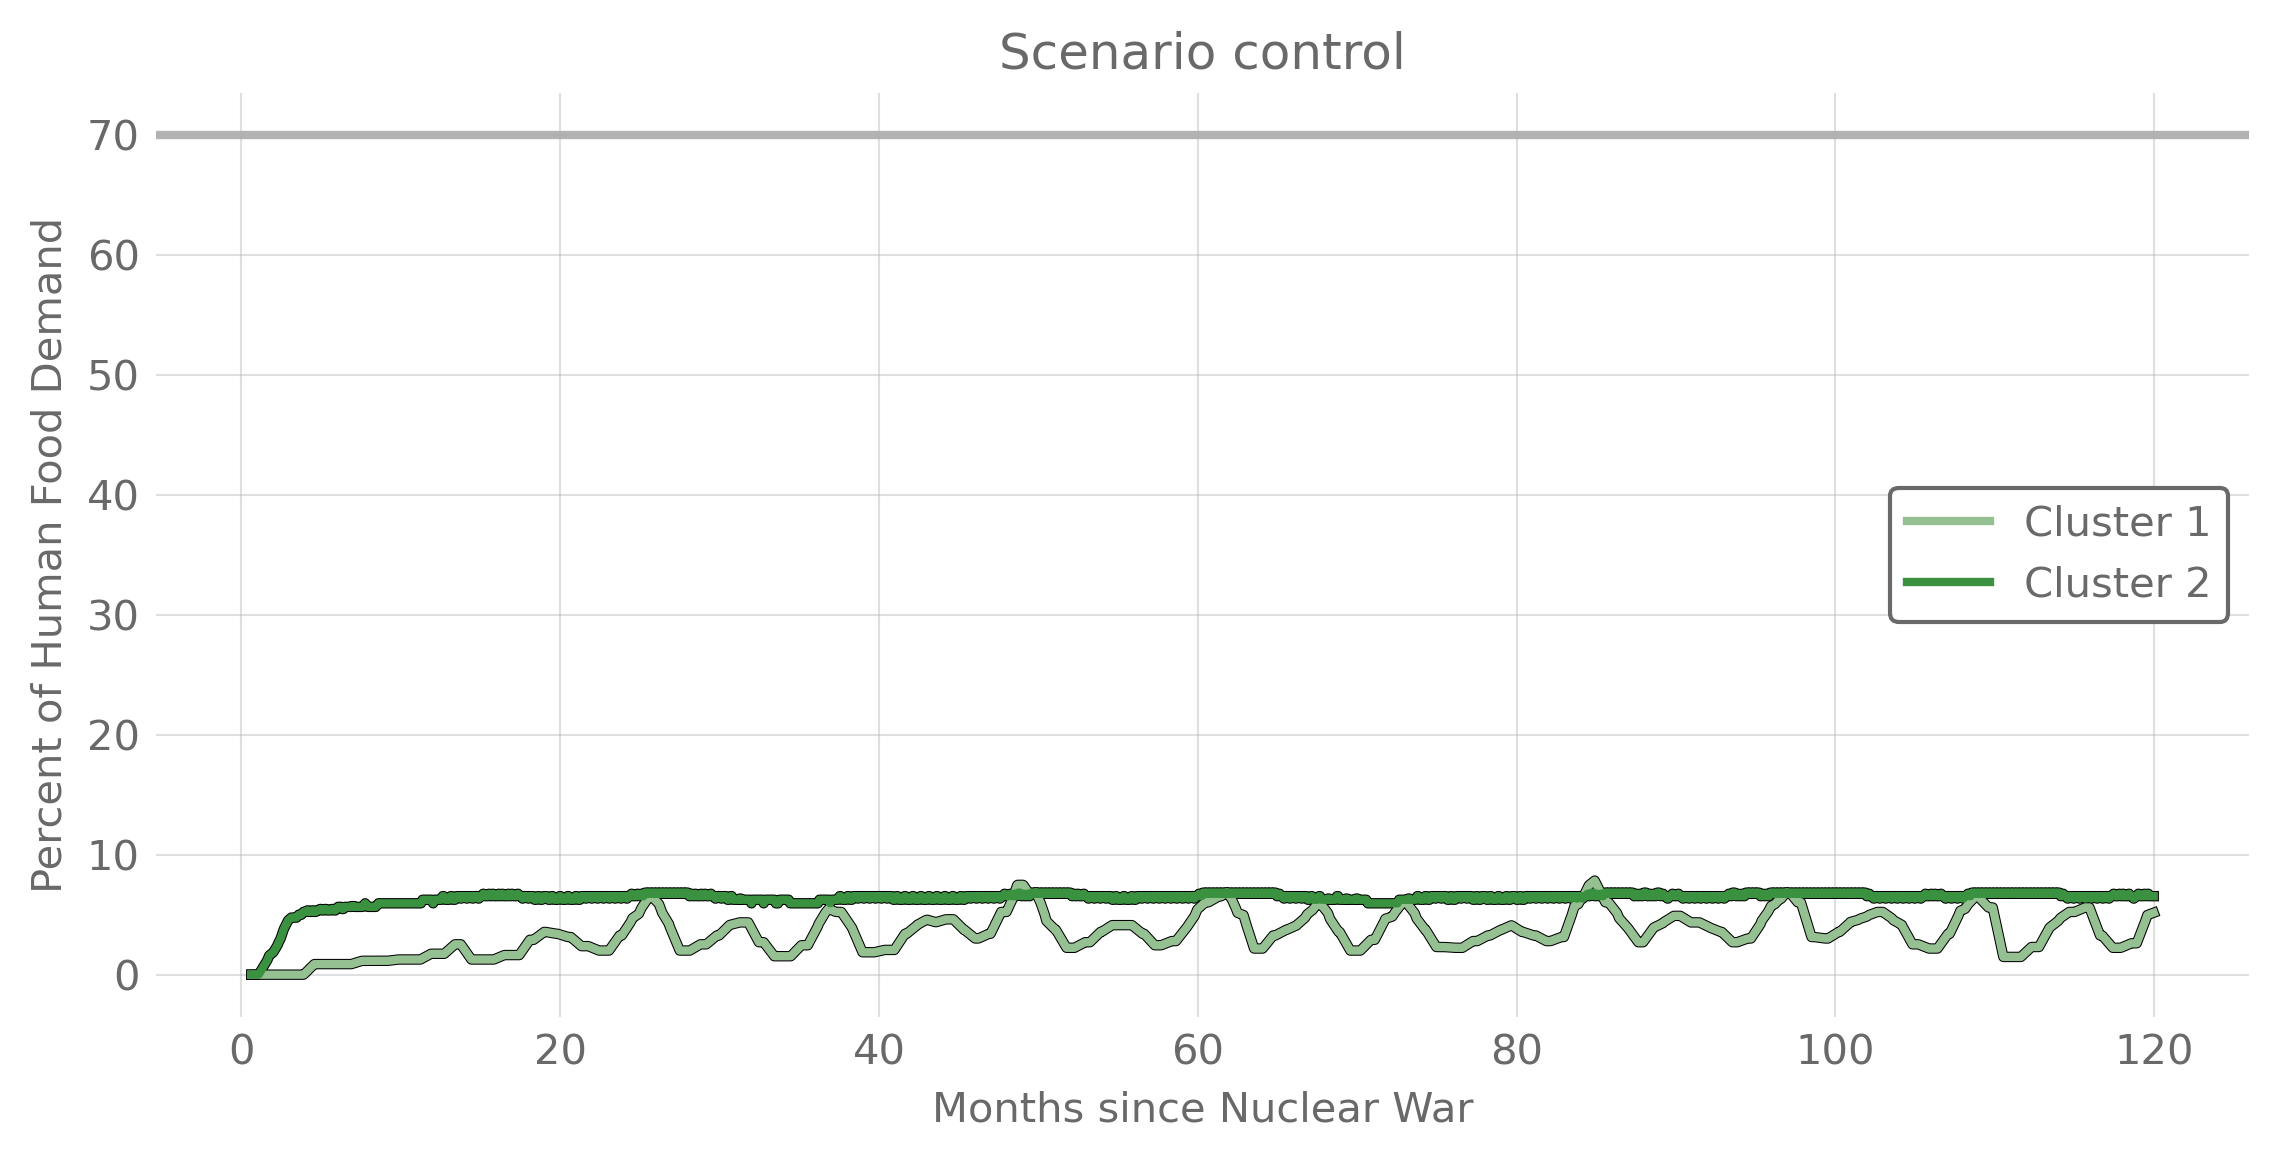 Scenario control
Percent of Human Food Demand
70
60
50
40
30
20
10
0
Cluster 1
Cluster 2
0 20 40 60 80 100 120
Months since Nuclear War